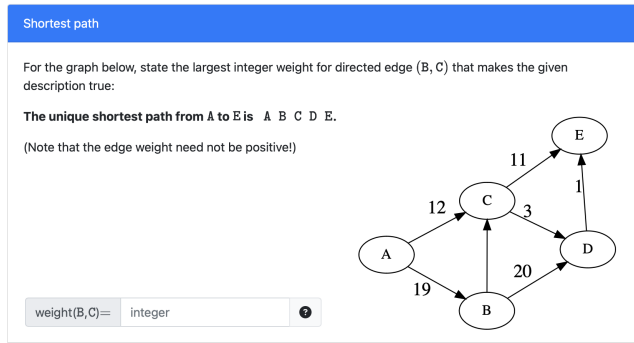 Shortest path
For the graph below, state the largest integer weight for directed edge (B, C) that makes the given
description true:
The unique shortest path from A to E is A B C D E.
(Note that the edge weight need not be positive!)
E
11
1
C
12
3
A
D
20
19
B
weight(B,C)= integer ?